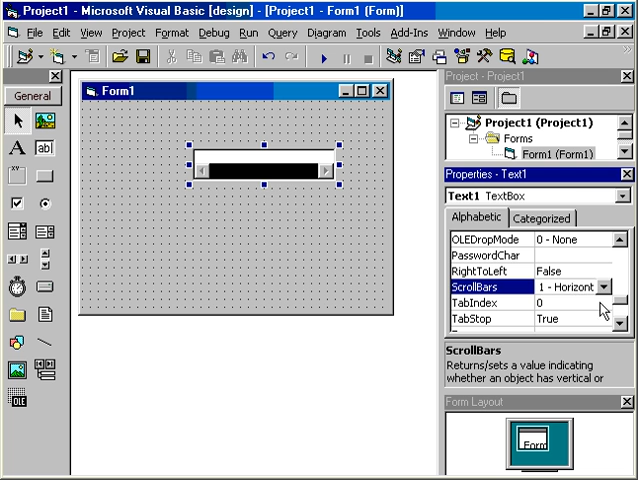 Project1 - Microsoft Visual Basic [design] - [Project1 - Form1 (Form)]
File Edit View Project Format Debug Run Query Diagram Tools Add-Ins Window Help
General
A
ab|
xv
OLE
Form1
Project - Project1
Project1 (Project1)
Forms
Form1 (Form1)
Properties - Text1
Text1 TextBox
Alphabetic Categorized
OLEDropMode 0 - None
PasswordChar
RightToLeft False
ScrollBars 1 - Horizont
TabIndex 0
TabStop True
ScrollBars
Returns/sets a value indicating
whether an object has vertical or
Form Layout
Form